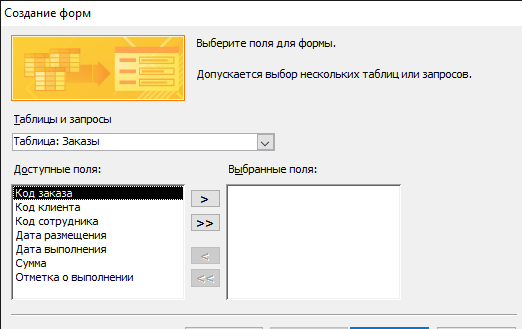 Создание форм
Выберите поля для формы.
Допускается выбор нескольких таблиц или запросов.
Таблицы и запросы
Таблица: Заказы
Доступные поля:
Выбранные поля:
Код заказа
Код клиента
Код сотрудника
Дата размещения
Дата выполнения
Сумма
Отметка о выполнении
>
>>
<
<<